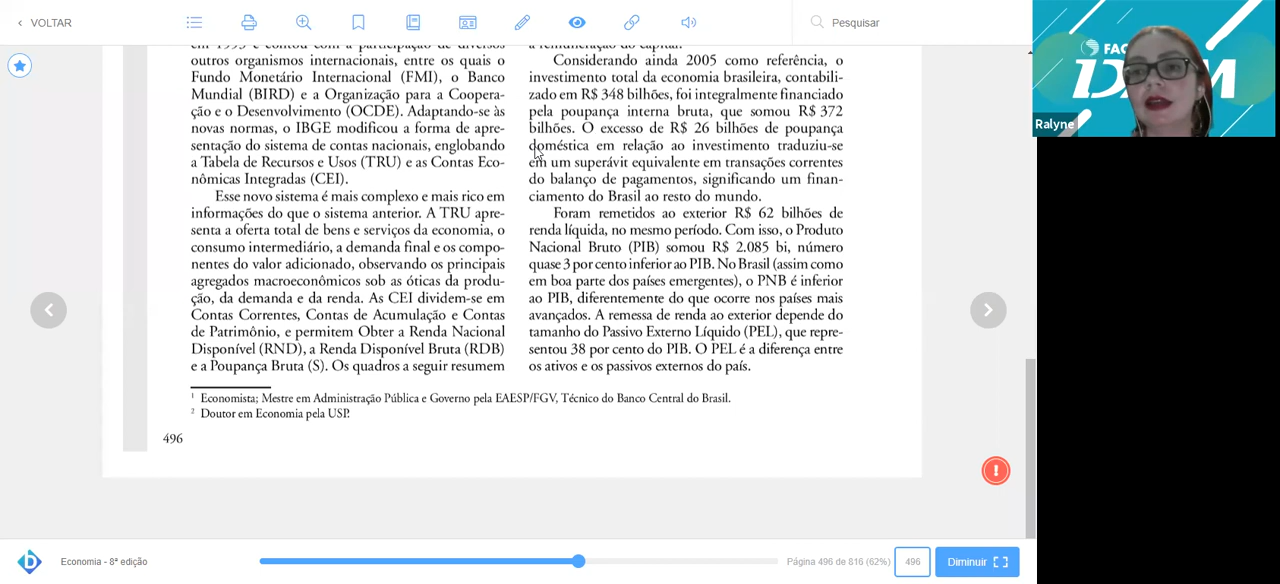 VOLTAR
Pesquisar
em 1993 e contou com a participação de diversos
outros organismos internacionais, entre os quais o
Fundo Monetário Internacional (FMI), o Banco
Mundial (BIRD) e a Organização para a Coopera-
ção e o Desenvolvimento (OCDE). Adaptando-se às
novas normas, o IBGE modificou a forma de apre-
sentação do sistema de contas nacionais, englobando
a Tabela de Recursos e Usos (TRU) e as Contas Eco-
nômicas Integradas (CEI).
Esse novo sistema é mais complexo e mais rico em
informações do que o sistema anterior. A TRU apre-
senta a oferta total de bens e serviços da economia, o
consumo intermediário, a demanda final e os compo-
nentes do valor adicionado, observando os principais
agregados macroeconômicos sob as óticas da produ-
ção, da demanda e da renda. As CEI dividem-se em
Contas Correntes, Contas de Acumulação e Contas
de Patrimônio, e permitem Obter a Renda Nacional
Disponível (RND), a Renda Disponível Bruta (RDB)
e a Poupança Bruta (S). Os quadros a seguir resumem
a remuneração do capital.
Considerando ainda 2005 como referência, o
investimento total da economia brasileira, contabili-
zado em R$ 348 bilhões, foi integralmente financiado
pela poupança interna bruta, que somou R$ 372
bilhões. O excesso de R$ 26 bilhões de poupança
doméstica em relação ao investimento traduziu-se
em um superávit equivalente em transações correntes
do balanço de pagamentos, significando um finan-
ciamento do Brasil ao resto do mundo.
Foram remetidos ao exterior R$ 62 bilhões de
renda líquida, no mesmo período. Com isso, o Produto
Nacional Bruto (PIB) somou R$ 2.085 bi, número
quase 3 por cento inferior ao PIB. No Brasil (assim como
em boa parte dos países emergentes), o PNB é inferior
ao PIB, diferentemente do que ocorre nos países mais
avançados. A remessa de renda ao exterior depende do
tamanho do Passivo Externo Líquido (PEL), que repre-
sentou 38 por cento do PIB. O PEL é a diferença entre
os ativos e os passivos externos do país.
1 Economista; Mestre em Administração Pública e Governo pela EAESP/FGV, Técnico do Banco Central do Brasil.
2 Doutor em Economia pela USP.
496
Economia - 8ª edição
Página 496 de 816 (62%)
496
Diminuir
Ralyne